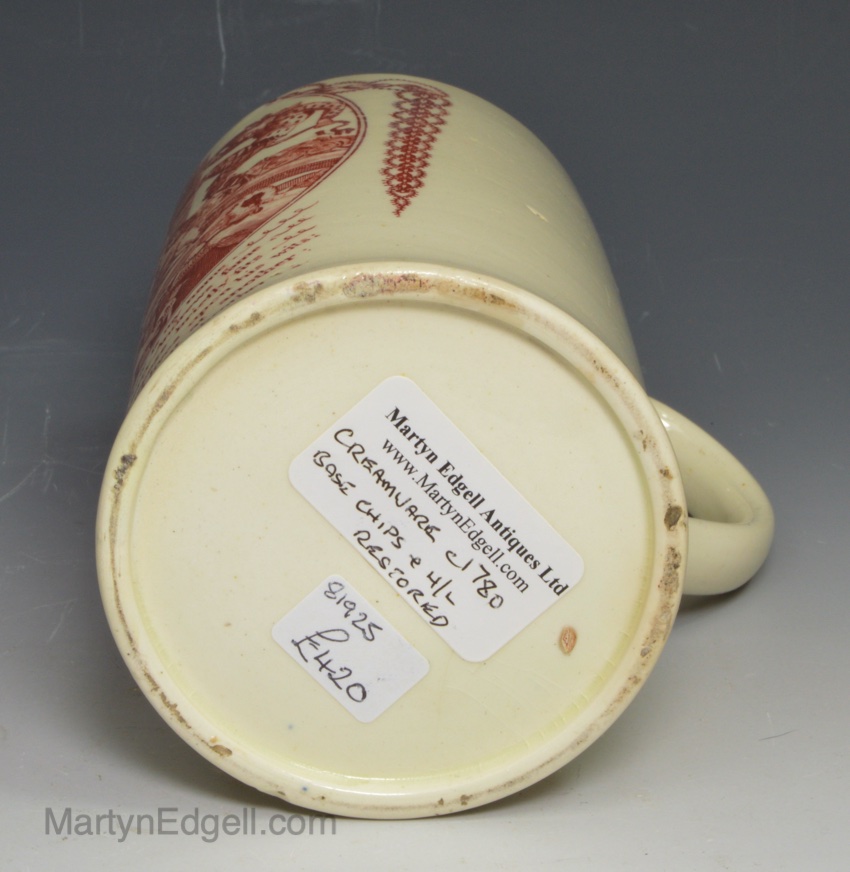 Martyn Edgell Antiques Ltd
www.MartynEdgell.com
CREAMWARE C1780
BASE CHIPS & H/L
RESTORED
81925
£420
MartynEdgell.com